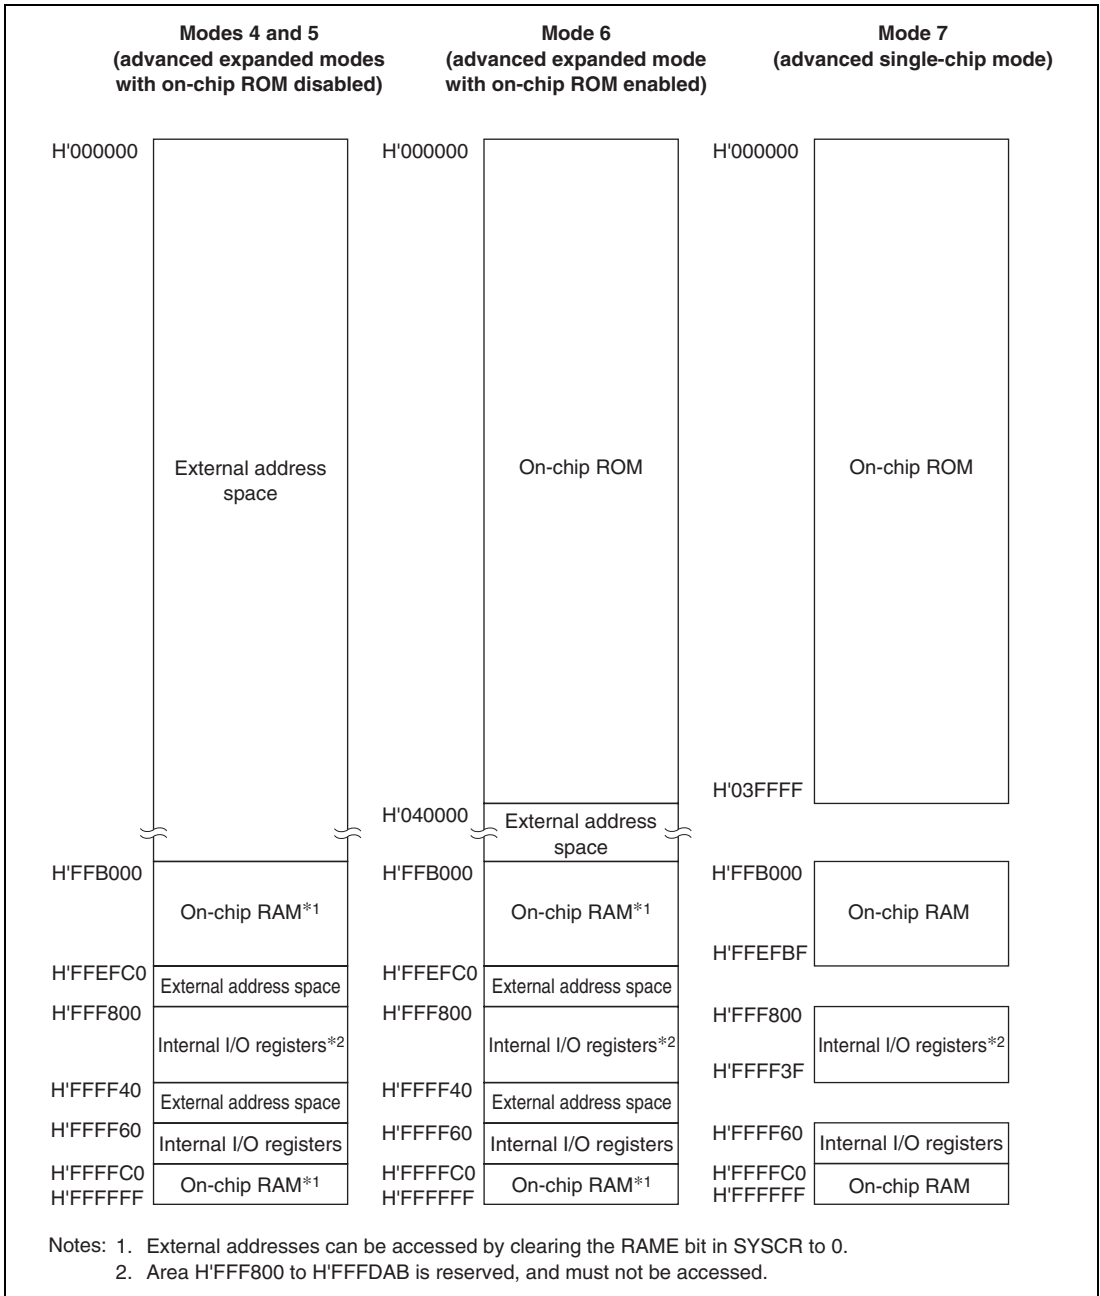 Modes 4 and 5
(advanced expanded modes
with on-chip ROM disabled)
Mode 6
(advanced expanded mode
with on-chip ROM enabled)
Mode 7
(advanced single-chip mode)
H'000000
External address
space
H'FFB000
On-chip RAM*1
H'FFEFC0
External address space
H'FFF800
Internal I/O registers*2
H'FFFF40
External address space
H'FFFF60
Internal I/O registers
H'FFFFC0
On-chip RAM*1
H'FFFFFF
H'000000
On-chip ROM
H'040000
External address
space
H'FFB000
On-chip RAM*1
H'FFEFC0
External address space
H'FFF800
Internal I/O registers*2
H'FFFF40
External address space
H'FFFF60
Internal I/O registers
H'FFFFC0
On-chip RAM*1
H'FFFFFF
H'000000
On-chip ROM
H'03FFFF
H'FFB000
On-chip RAM
H'FFEFBF
H'FFF800
Internal I/O registers*2
H'FFFF3F
H'FFFF60
Internal I/O registers
H'FFFFC0
On-chip RAM
H'FFFFFF
Notes: 1. External addresses can be accessed by clearing the RAME bit in SYSCR to 0.
2. Area H'FFF800 to H'FFFDAB is reserved, and must not be accessed.